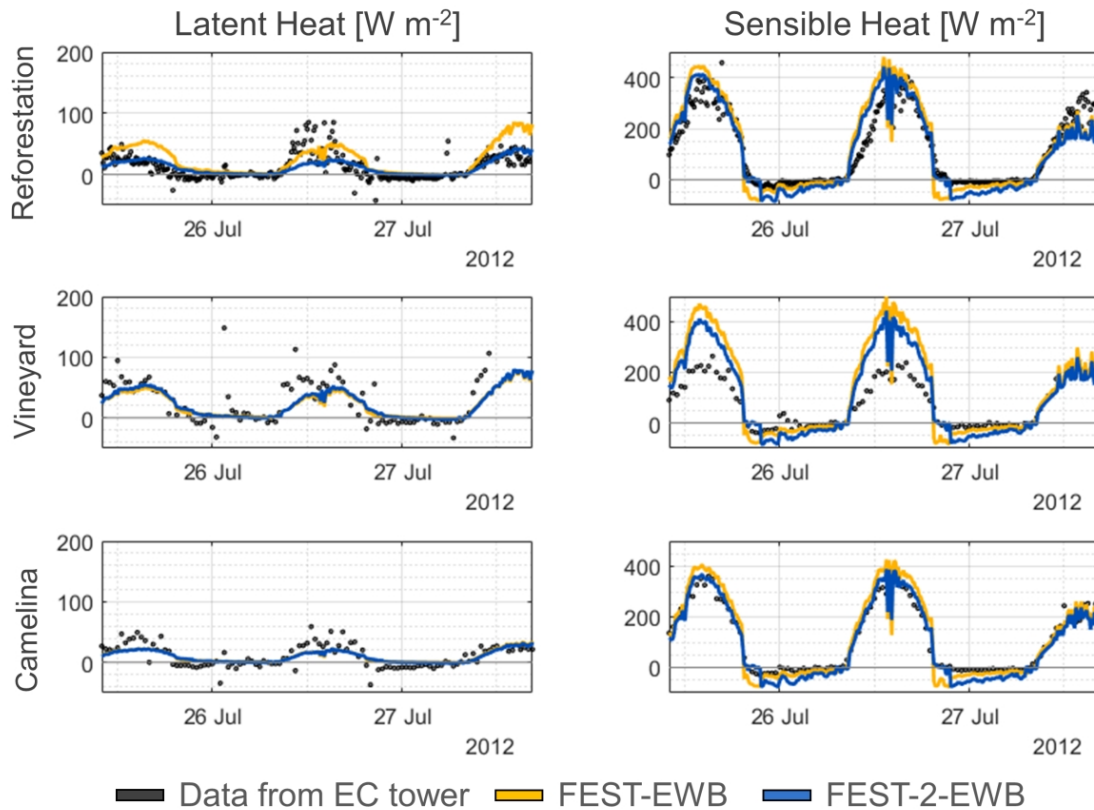 Latent Heat [W m-2]
Sensible Heat [W m-2]
Reforestation
200
100
0
26 Jul
27 Jul
2012
400
200
0
26 Jul
27 Jul
2012
Vineyard
200
100
0
26 Jul
27 Jul
2012
400
200
0
26 Jul
27 Jul
2012
Camelina
200
100
0
26 Jul
27 Jul
2012
400
200
0
26 Jul
27 Jul
2012
Data from EC tower FEST-EWB FEST-2-EWB